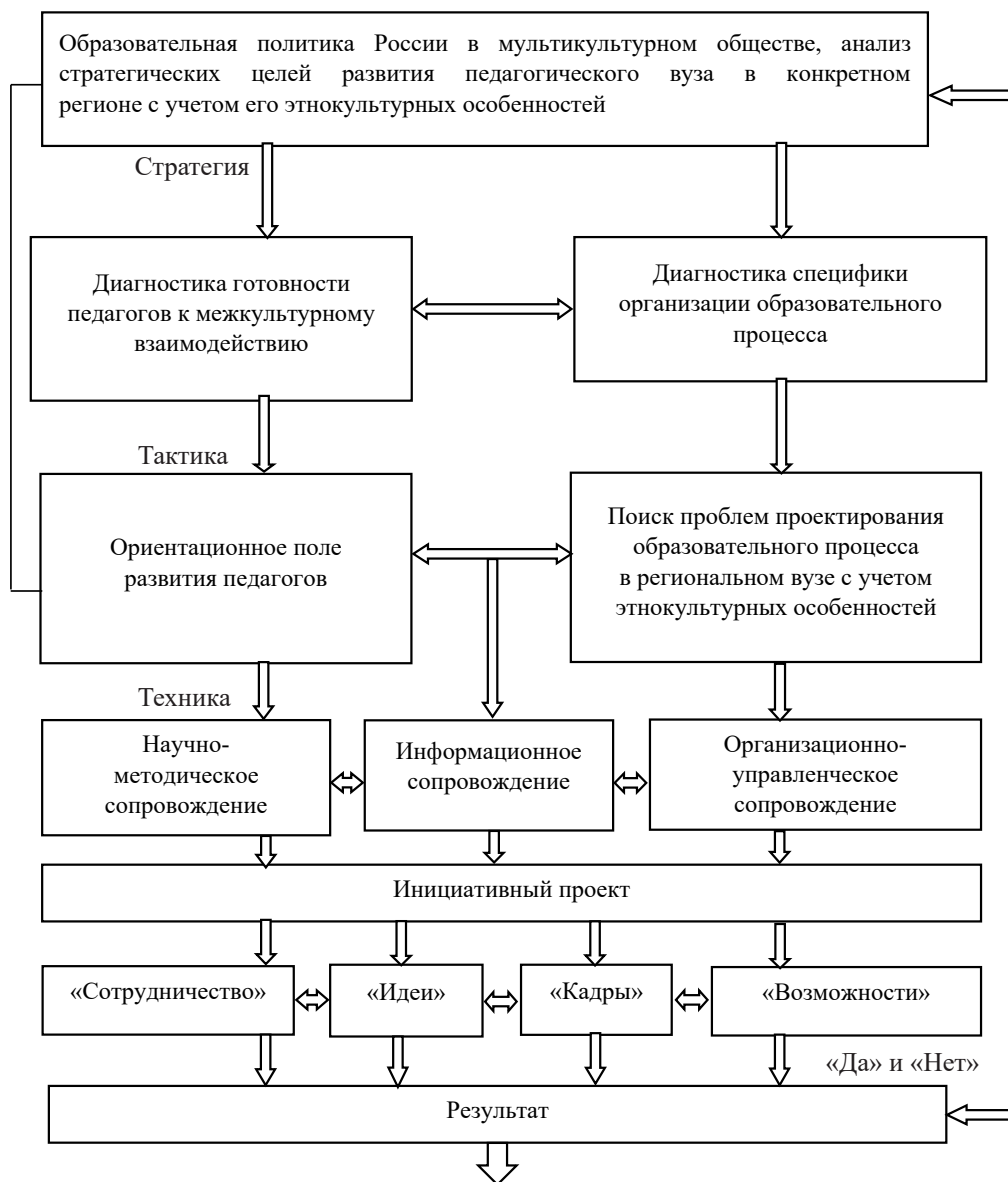 Образовательная политика России в мультикультурном обществе, анализ
стратегических целей развития педагогического вуза в конкретном
регионе с учетом его этнокультурных особенностей
Стратегия
Диагностика готовности
педагогов к межкультурному
взаимодействию
Диагностика специфики
организации образовательного
процесса
Тактика
Ориентационное поле
развития педагогов
Поиск проблем проектирования
образовательного процесса
в региональном вузе с учетом
этнокультурных особенностей
Техника
Научно-
методическое
сопровождение
Информационное
сопровождение
Организационно-
управленческое
сопровождение
Инициативный проект
«Сотрудничество»
«Идеи»
«Кадры»
«Возможности»
«Да» и «Нет»
Результат